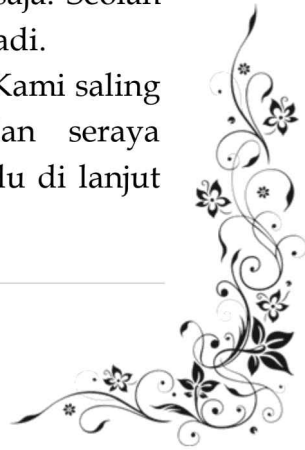 saja. Seolah
adi.
Kami saling
an seraya
lu di lanjut